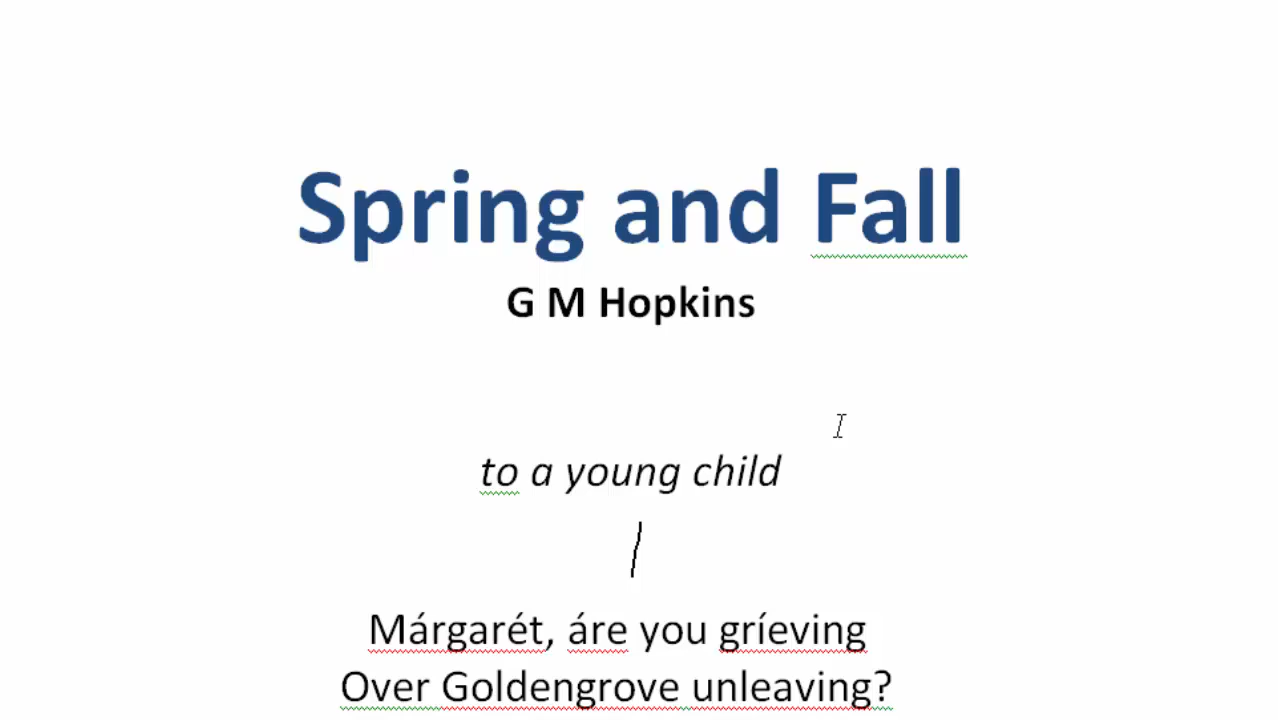 Spring and Fall
G M Hopkins
to a young child
Márgarét, áre you gríeving
Over Goldengrove unleaving?